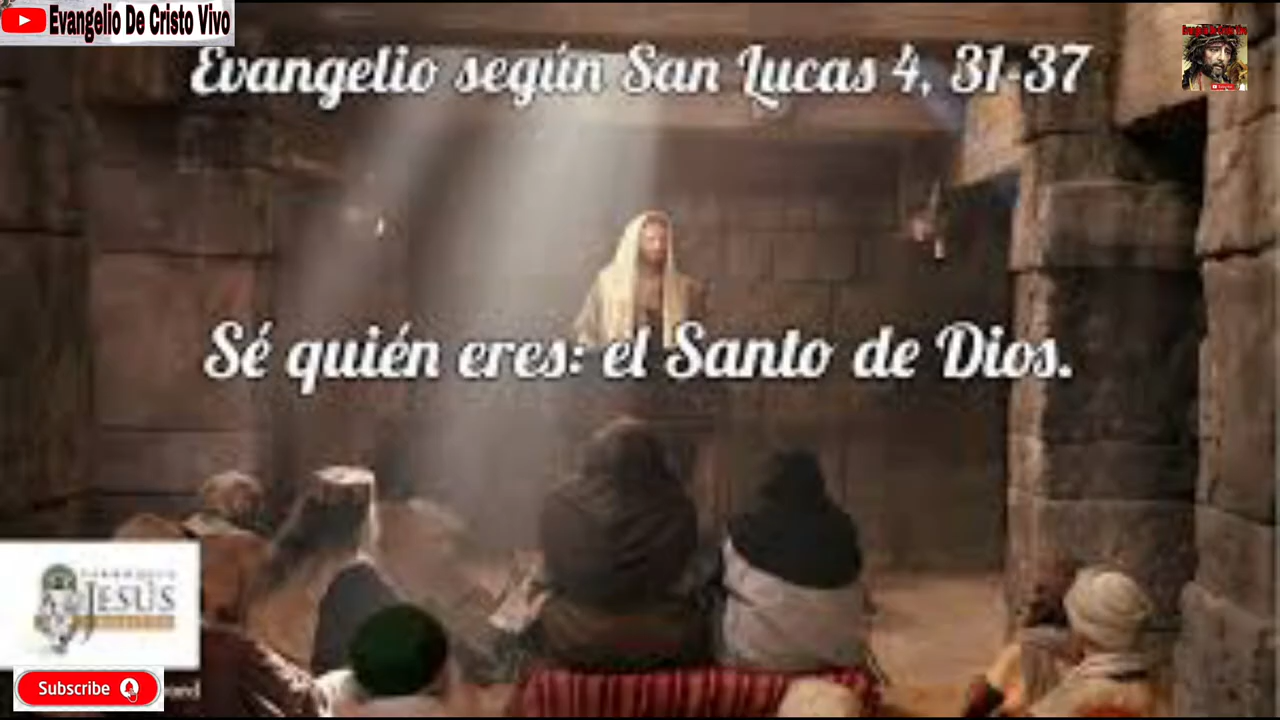 Evangelio De Cristo Vivo
Evangelio según San Lucas 4, 31-37
Sé quién eres: el Santo de Dios.
JESÚS
Subscribe